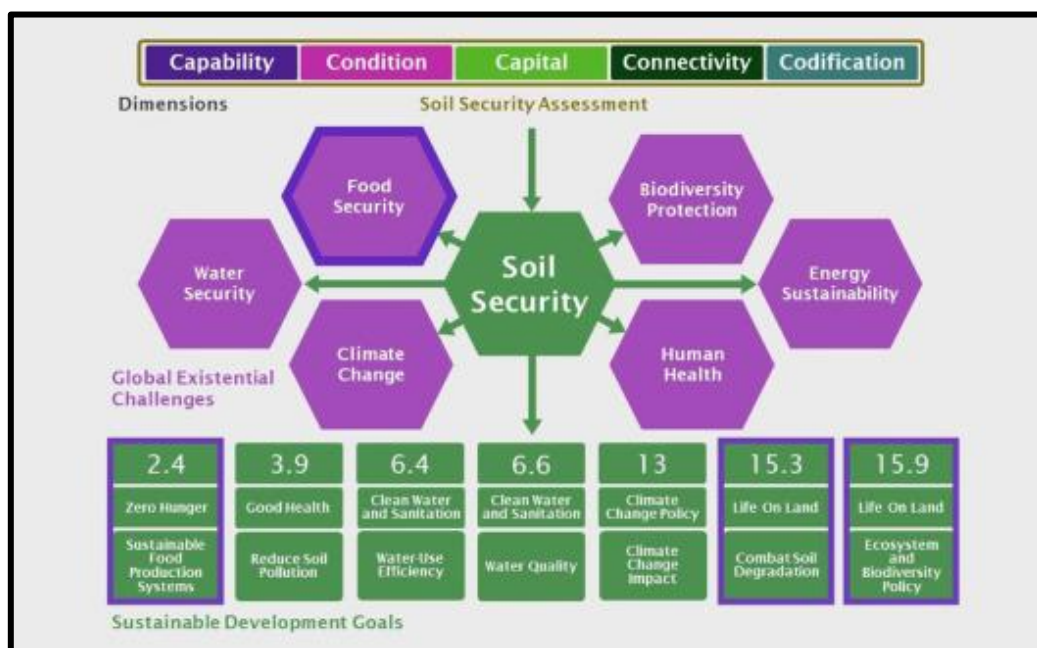 Capability Condition Capital Connectivity Codification
Dimensions
Soil Security Assessment
Food
Security
Biodiversity
Protection
Water
Security
Soil
Security
Energy
Sustainability
Climate
Change
Human
Health
Global Existential
Challenges
2.4
Zero Hunger
Sustainable
Food
Production
Systems
3.9
Good Health
Reduce Soil
Pollution
6.4
Clean Water
and Sanitation
Water-Use
Efficiency
6.6
Clean Water
and Sanitation
Water Quality
13
Climate
Change Policy
Climate
Change
Impact
15.3
Life On Land
Combat Soil
Degradation
15.9
Life On Land
Ecosystem
and
Biodiversity
Policy
Sustainable Development Goals